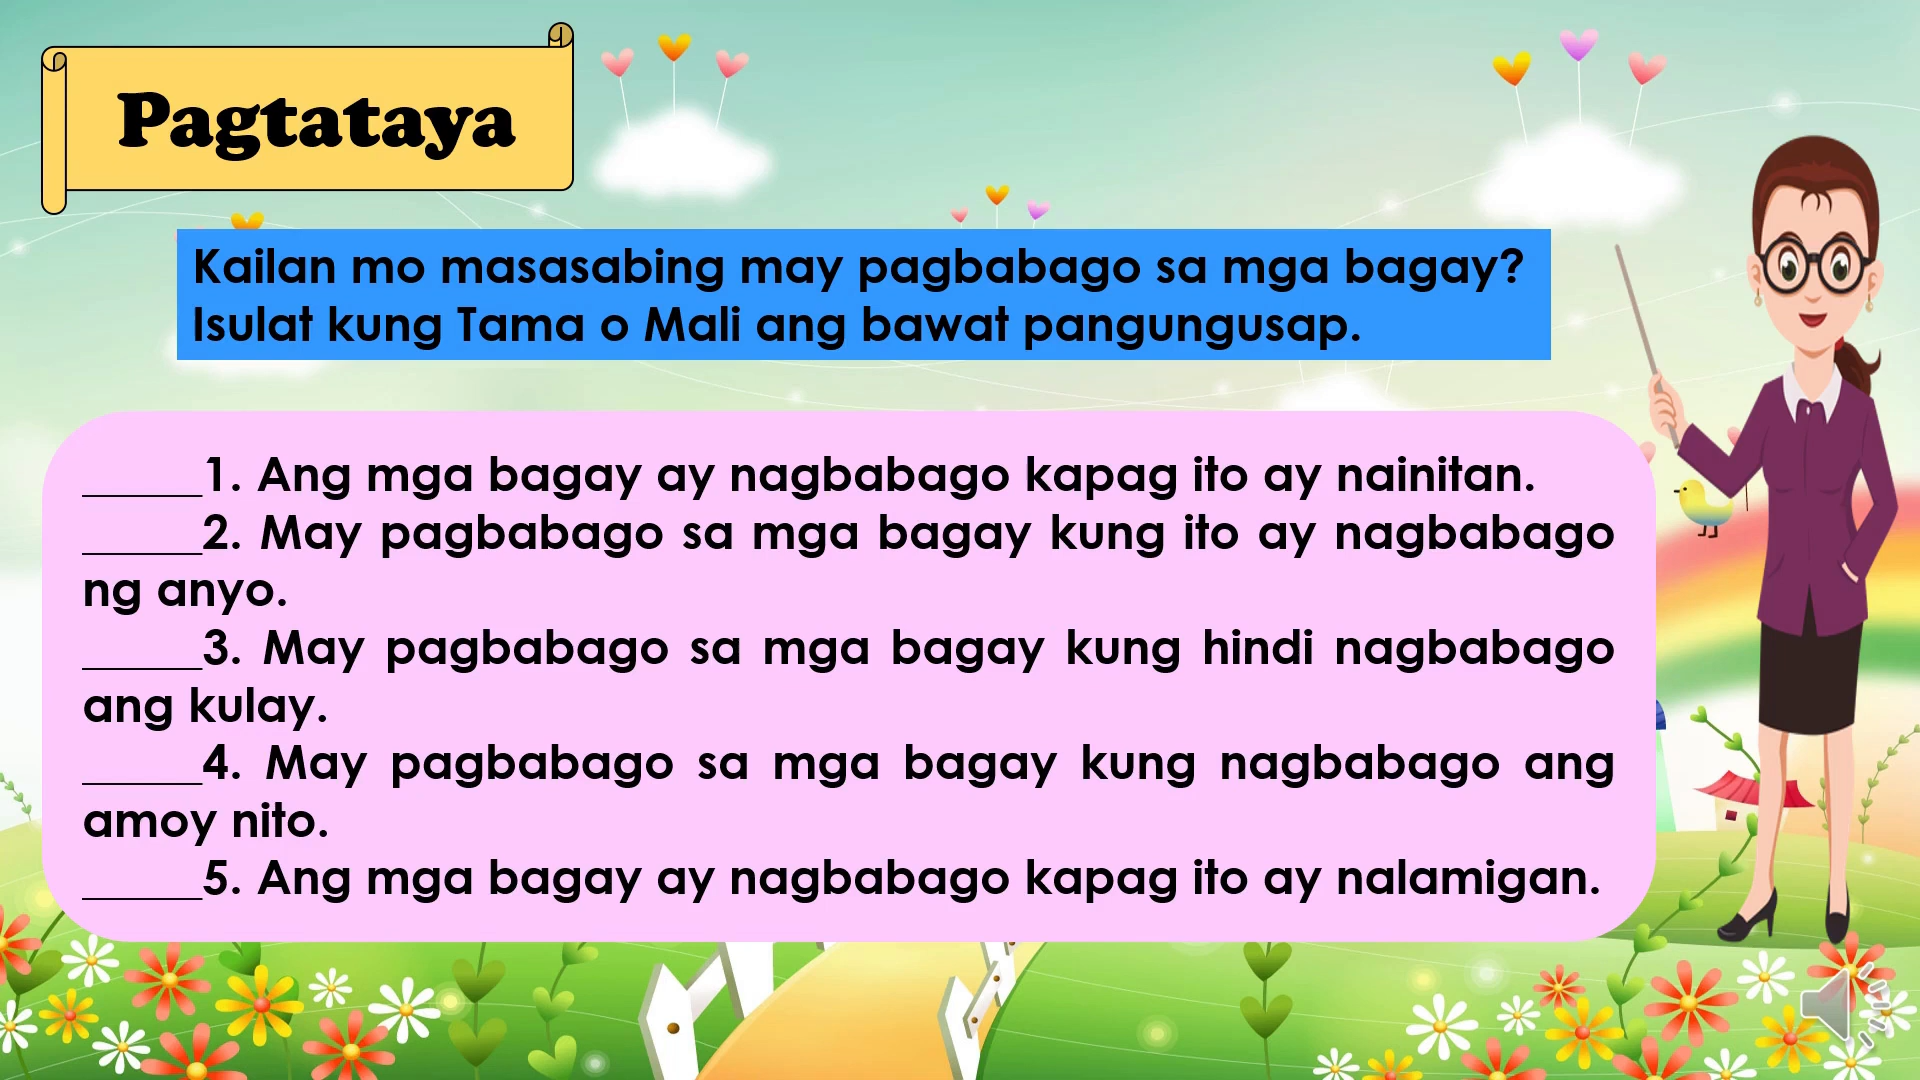 Pagtataya
Kailan mo masasabing may pagbabago sa mga bagay?
Isulat kung Tama o Mali ang bawat pangungusap.
_____1. Ang mga bagay ay nagbabago kapag ito ay nainitan.
_____2. May pagbabago sa mga bagay kung ito ay nagbabago
ng anyo.
_____3. May pagbabago sa mga bagay kung hindi nagbabago
ang kulay.
_____4. May pagbabago sa mga bagay kung nagbabago ang
amoy nito.
_____5. Ang mga bagay ay nagbabago kapag ito ay nalamigan.